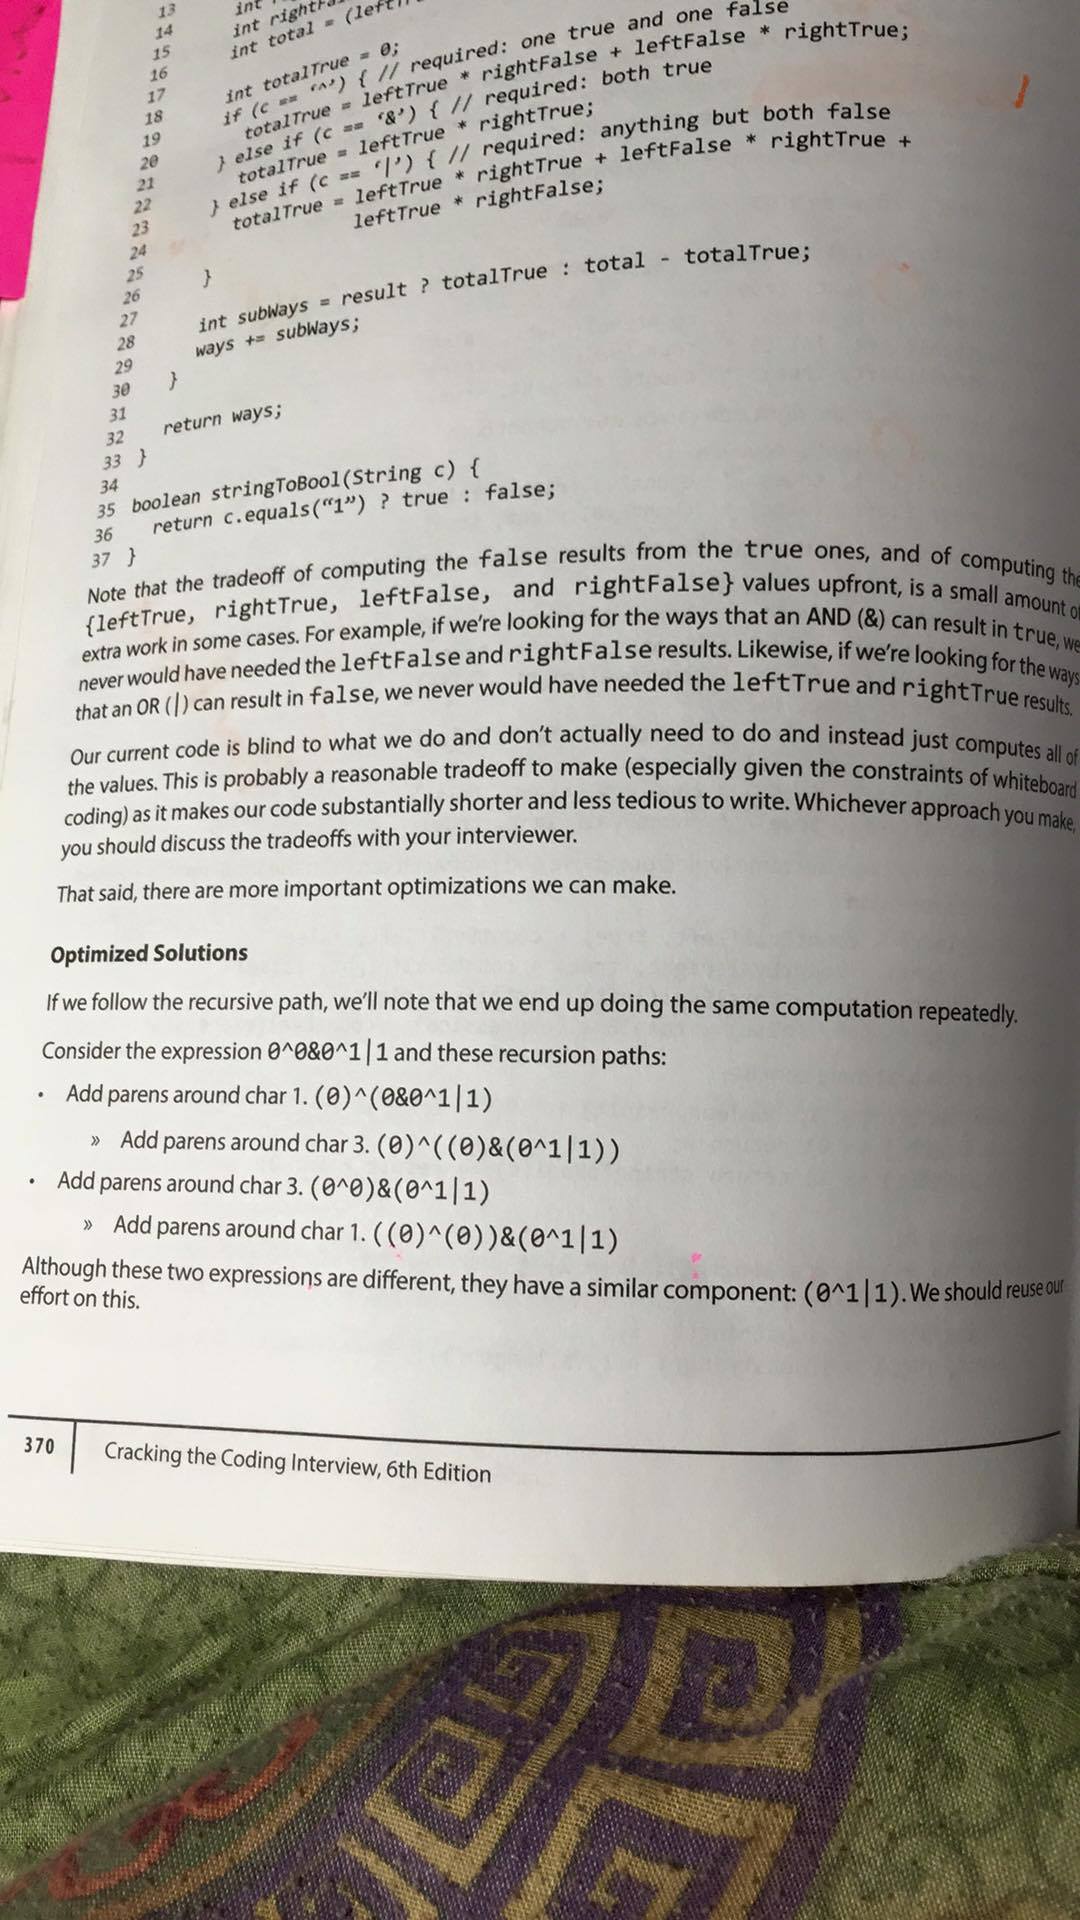 13 int
14 int
15 int total = (left
16
17 int totalTrue = 0;
18 if (c == ‘^’) { // required: one true and one false
19 totalTrue = leftTrue * rightFalse + leftFalse * rightTrue;
20 } else if (c == ‘&’) { // required: both true
21 totalTrue = leftTrue * rightTrue;
22 } else if (c == ‘|’) { // required: anything but both false
23 totalTrue = leftTrue * rightTrue + leftFalse * rightTrue +
24 leftTrue * rightFalse;
25 }
26
27 int subWays = result ? totalTrue : total - totalTrue;
28 ways += subWays;
29 }
30
31
32 return ways;
33 }
34
35 boolean stringToBool(String c) {
36 return c.equals(“1”) ? true : false;
37 }
Note that the tradeoff of computing the false results from the true ones, and of computing the
{leftTrue, rightTrue, leftFalse, and rightFalse} values upfront, is a small amount of
extra work in some cases. For example, if we're looking for the ways that an AND (&) can result in true, we
never would have needed the leftFalse and rightFalse results. Likewise, if we're looking for the ways
that an OR (|) can result in false, we never would have needed the leftTrue and rightTrue results.
Our current code is blind to what we do and don't actually need to do and instead just computes all of
the values. This is probably a reasonable tradeoff to make (especially given the constraints of whiteboard
coding) as it makes our code substantially shorter and less tedious to write. Whichever approach you make,
you should discuss the tradeoffs with your interviewer.
That said, there are more important optimizations we can make.
Optimized Solutions
If we follow the recursive path, we'll note that we end up doing the same computation repeatedly.
Consider the expression 0^0&0^1|1 and these recursion paths:
• Add parens around char 1. (0)^(0&0^1|1)
» Add parens around char 3. (0)^((0)&(0^1|1))
• Add parens around char 3. (0^0)&(0^1|1)
» Add parens around char 1. ((0)^(0))&(0^1|1)
Although these two expressions are different, they have a similar component: (0^1|1). We should reuse our
effort on this.
370 Cracking the Coding Interview, 6th Edition